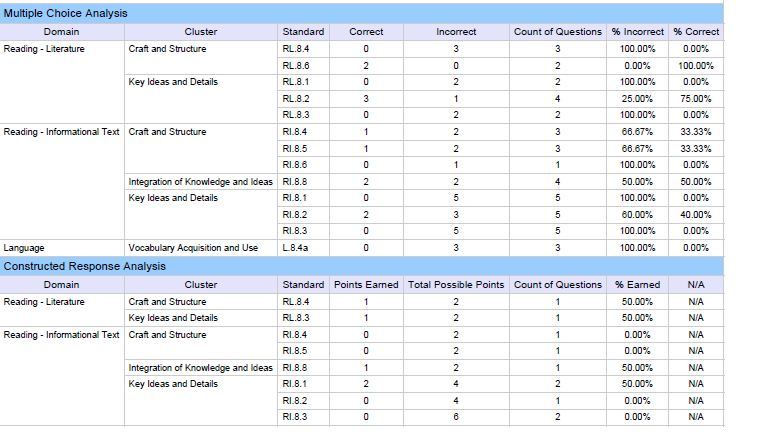 Multiple Choice Analysis
Domain Cluster Standard Correct Incorrect Count of Questions % Incorrect % Correct
Reading - Literature Craft and Structure RL.8.4 0 3 3 100.00% 0.00%
RL.8.6 2 0 2 0.00% 100.00%
Key Ideas and Details RL.8.1 0 2 2 100.00% 0.00%
RL.8.2 3 1 4 25.00% 75.00%
RL.8.3 0 2 2 100.00% 0.00%
Reading - Informational Text Craft and Structure RI.8.4 1 2 3 66.67% 33.33%
RI.8.5 1 2 3 66.67% 33.33%
RI.8.6 0 1 1 100.00% 0.00%
Integration of Knowledge and Ideas RI.8.8 2 2 4 50.00% 50.00%
Key Ideas and Details RI.8.1 0 5 5 100.00% 0.00%
RI.8.2 2 3 5 60.00% 40.00%
RI.8.3 0 5 5 100.00% 0.00%
Language Vocabulary Acquisition and Use L.8.4a 0 3 3 100.00% 0.00%
Constructed Response Analysis
Domain Cluster Standard Points Earned Total Possible Points Count of Questions % Earned N/A
Reading - Literature Craft and Structure RL.8.4 1 2 1 50.00% N/A
Key Ideas and Details RL.8.3 1 2 1 50.00% N/A
Reading - Informational Text Craft and Structure RI.8.4 0 2 1 0.00% N/A
RI.8.5 0 2 1 0.00% N/A
Integration of Knowledge and Ideas RI.8.8 1 2 1 50.00% N/A
Key Ideas and Details RI.8.1 2 4 2 50.00% N/A
RI.8.2 0 4 1 0.00% N/A
RI.8.3 0 6 2 0.00% N/A